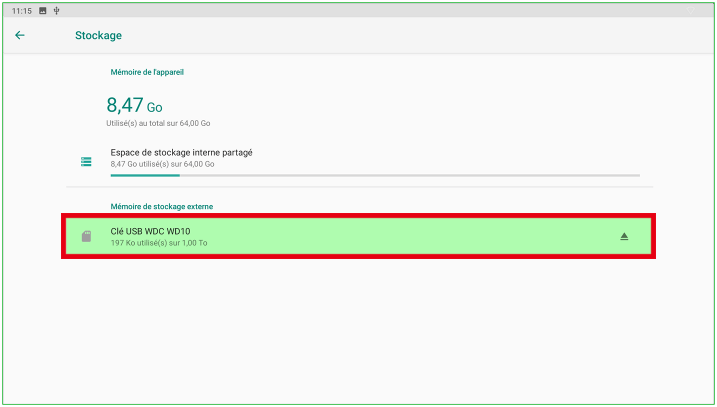 11:15
Stockage
Mémoire de l'appareil
8,47 Go
Utilisé(s) au total sur 64,00 Go
Espace de stockage interne partagé
8,47 Go utilisé(s) sur 64,00 Go
Mémoire de stockage externe
Clé USB WDC WD10
197 Ko utilisé(s) sur 1,00 To